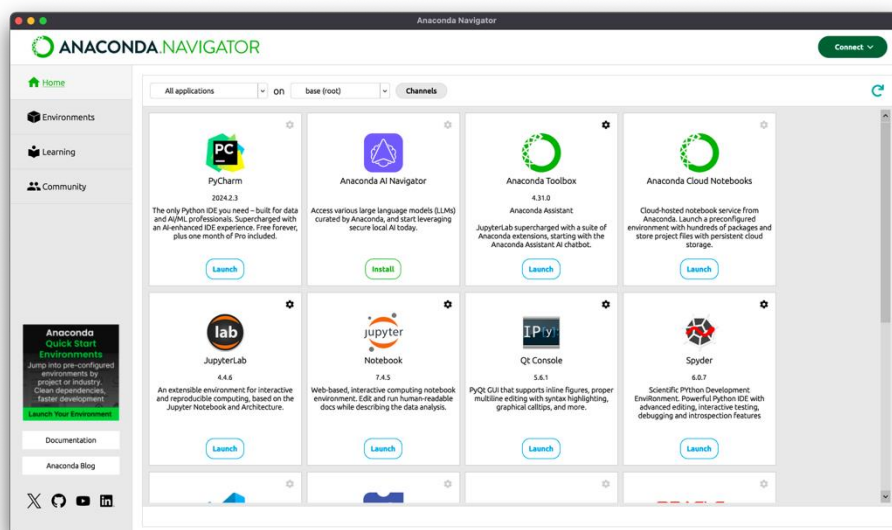 Anaconda Navigator
ANACONDA.NAVIGATOR
Connect
Home
Environments
Learning
Community
All applications
on
base (root)
Channels
PC
PyCharm
2024.2.3
The only Python IDE you need – built for data
and AI/ML professionals. Supercharged with
an AI-enhanced IDE experience. Free forever,
plus one month of Pro included.
Launch
Anaconda AI Navigator
Access various large language models (LLMs)
curated by Anaconda, and start leveraging
secure local AI today.
Install
Anaconda Toolbox
4.31.0
Anaconda Assistant
JupyterLab supercharged with a suite of
Anaconda extensions, starting with the
Anaconda Assistant AI chatbot.
Launch
Anaconda Cloud Notebooks
Cloud-hosted notebook service from
Anaconda. Launch a preconfigured
environment with hundreds of packages and
store project files with persistent cloud
storage.
Launch
lab
JupyterLab
4.4.6
An extensible environment for interactive
and reproducible computing, based on the
Jupyter Notebook and Architecture.
Launch
jupyter
Notebook
7.4.5
Web-based, interactive computing notebook
environment. Edit and run human-readable
docs while describing the data analysis.
Launch
IP[y]:
Qt Console
5.6.1
PyQt GUI that supports inline figures, proper
multiline editing with syntax highlighting,
graphical calltips, and more.
Launch
Spyder
6.0.7
Scientific PYthon Development
EnviRonment. Powerful Python IDE with
advanced editing, interactive testing,
debugging and introspection features
Launch
Anaconda
Quick Start
Environments
Jump into pre-configured
environments by
project or industry.
Clean dependencies,
faster development
Launch Your Environment
Documentation
Anaconda Blog